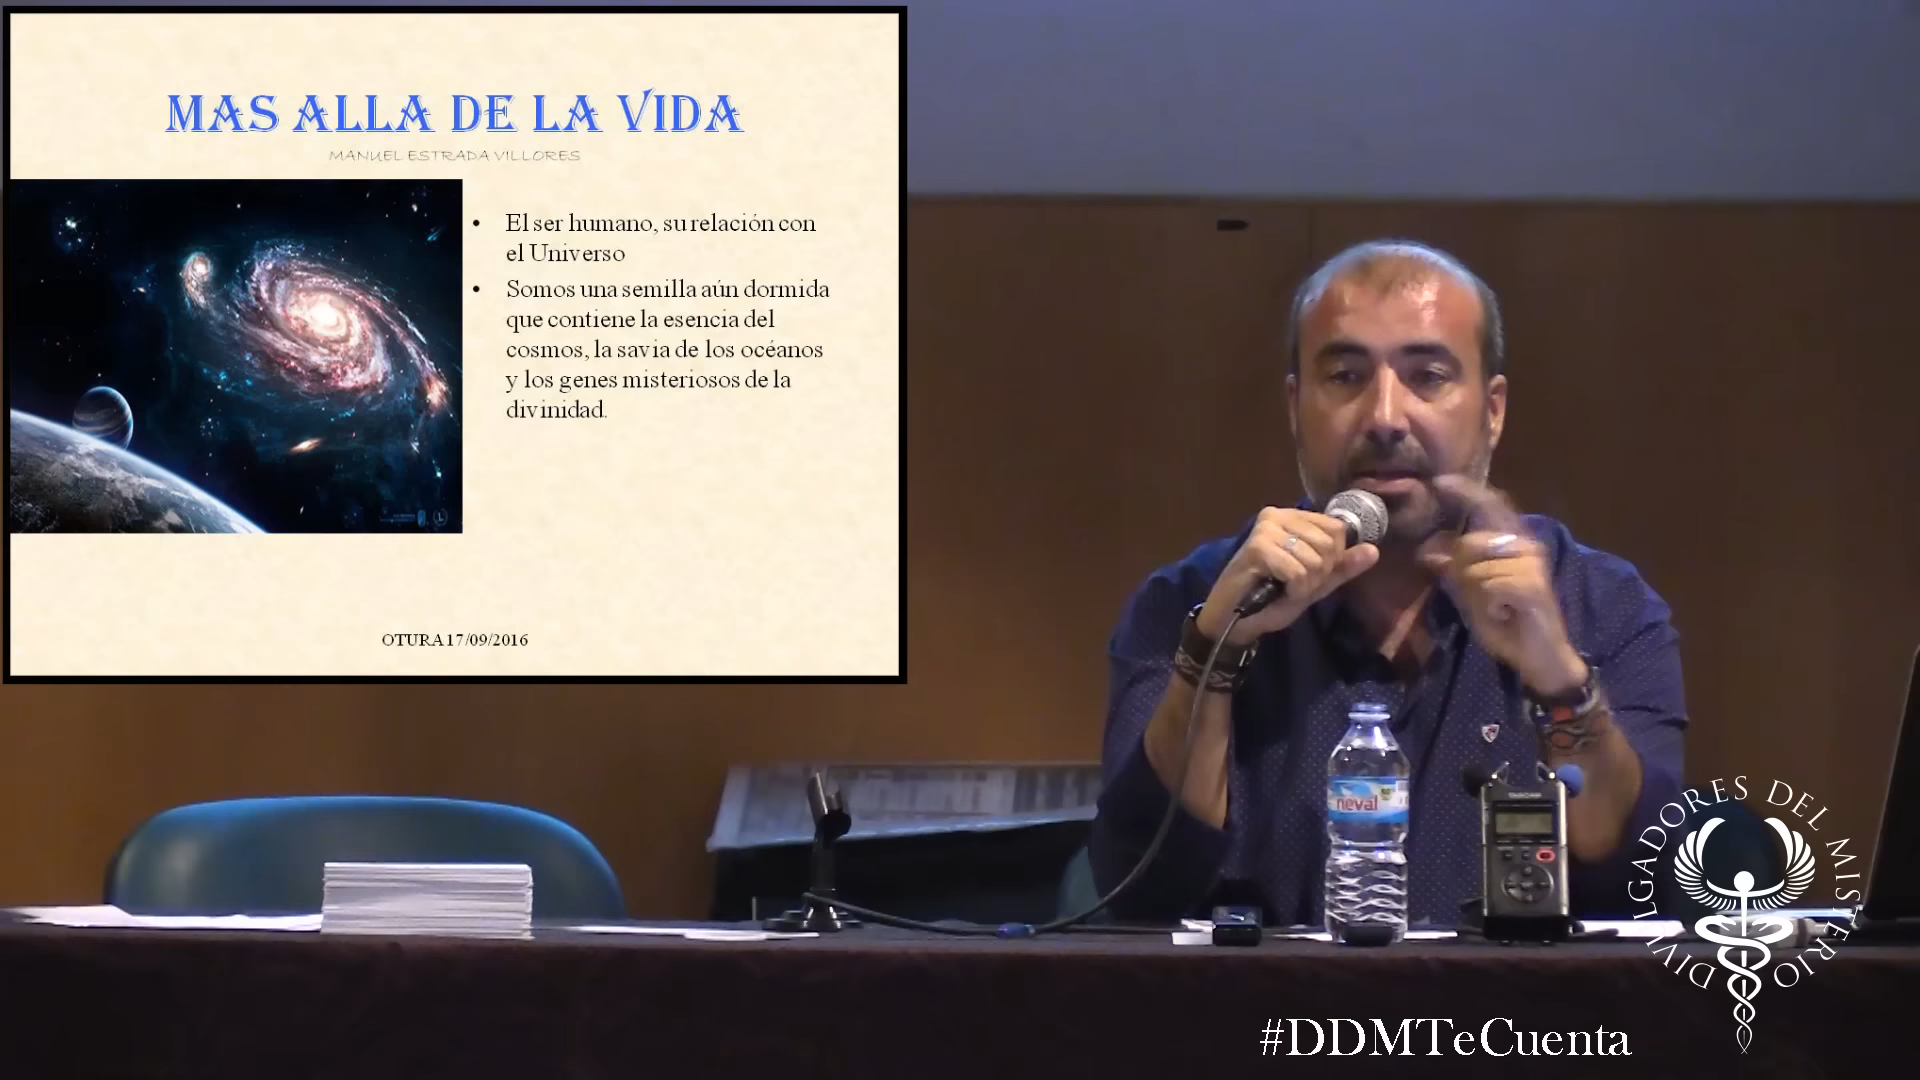 MAS ALLA DE LA VIDA
MANUEL ESTRADA VILLORES
• El ser humano, su relación con
el Universo
• Somos una semilla aún dormida
que contiene la esencia del
cosmos, la savia de los océanos
y los genes misteriosos de la
divinidad.
OTURA 17/09/2016
neval
TASCAM
DIVULGADORES DEL MISTERIO
#DDMTeCuenta